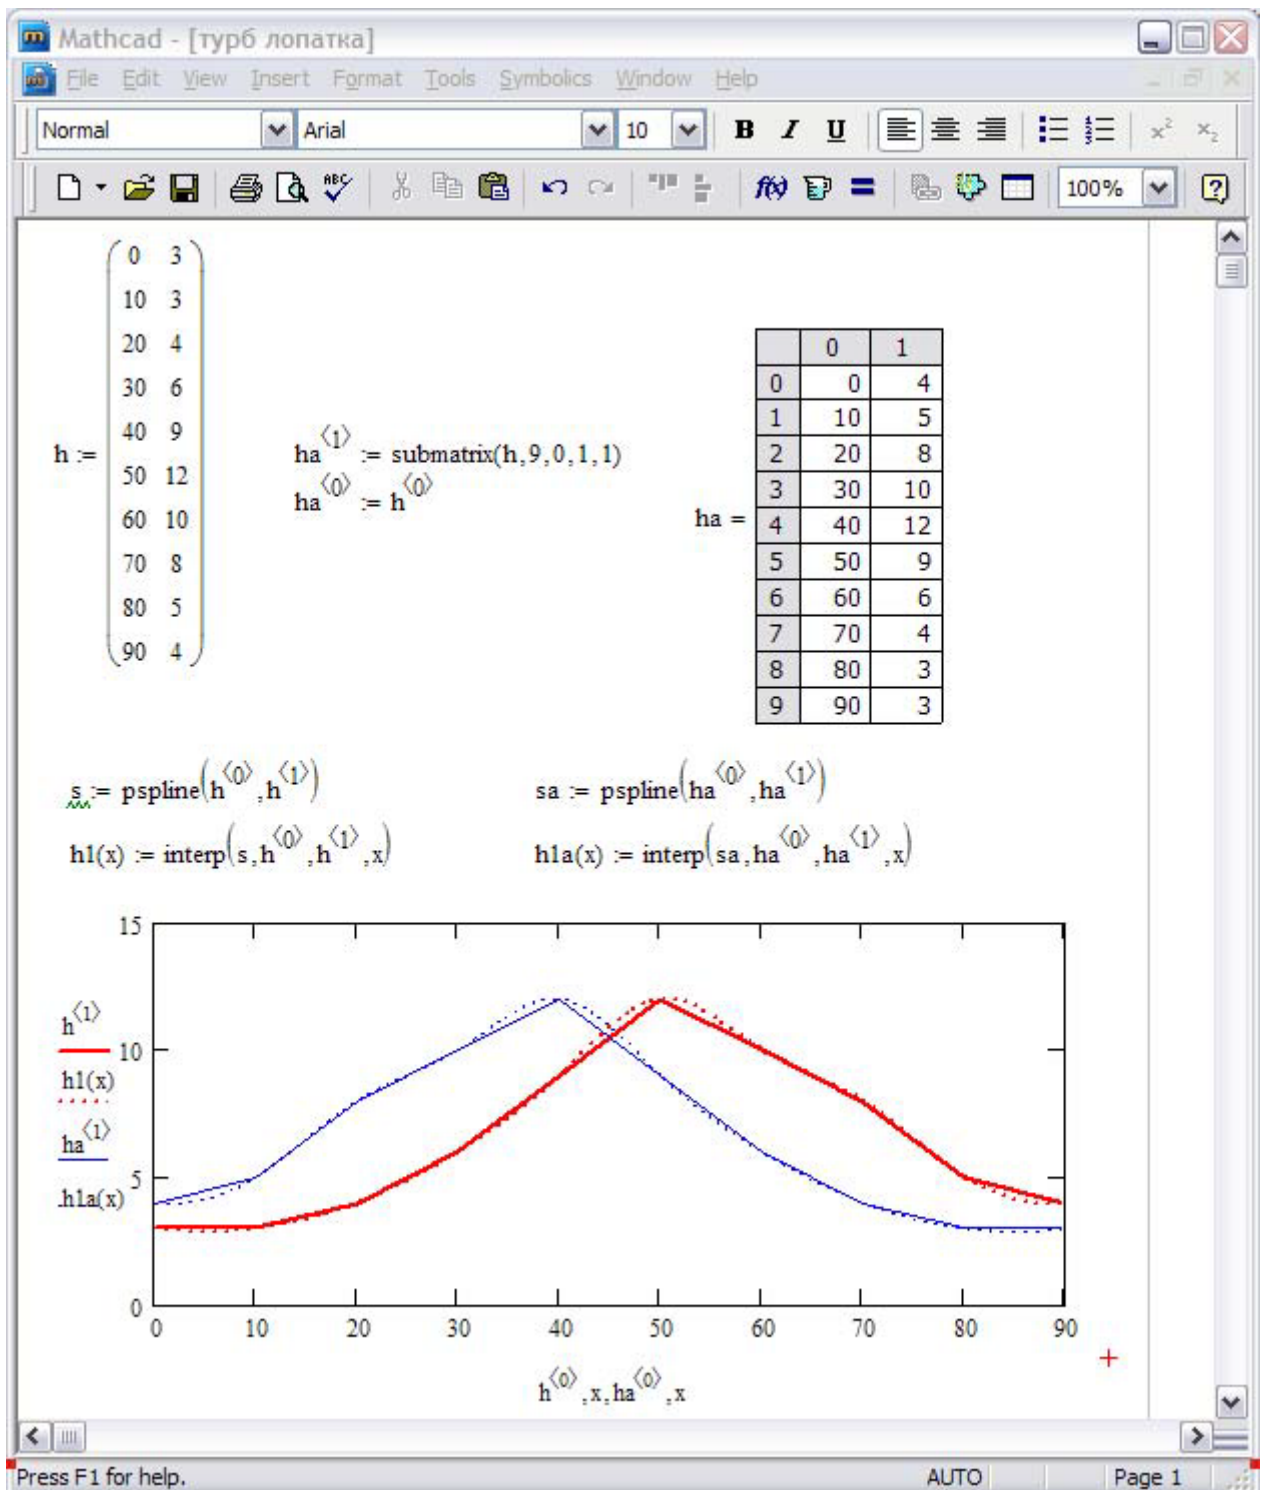 Mathcad - [турб лопатка]
File Edit View Insert Format Tools Symbolics Window Help
Normal Arial 10 B I U x² x₂
ABC f(x) = 100% ?
h :=
0 3
10 3
20 4
30 6
40 9
50 12
60 10
70 8
80 5
90 4
ha⟨1⟩ := submatrix(h,9,0,1,1)
ha⟨0⟩ := h⟨0⟩
ha =
0 1
0 0 4
1 10 5
2 20 8
3 30 10
4 40 12
5 50 9
6 60 6
7 70 4
8 80 3
9 90 3
s := pspline(h⟨0⟩,h⟨1⟩) sa := pspline(ha⟨0⟩,ha⟨1⟩)
h1(x) := interp(s,h⟨0⟩,h⟨1⟩,x) h1a(x) := interp(sa,ha⟨0⟩,ha⟨1⟩,x)
15
10
5
0
h⟨1⟩
h1(x)
ha⟨1⟩
h1a(x)
0 10 20 30 40 50 60 70 80 90
h⟨0⟩,x,ha⟨0⟩,x
Press F1 for help. AUTO Page 1